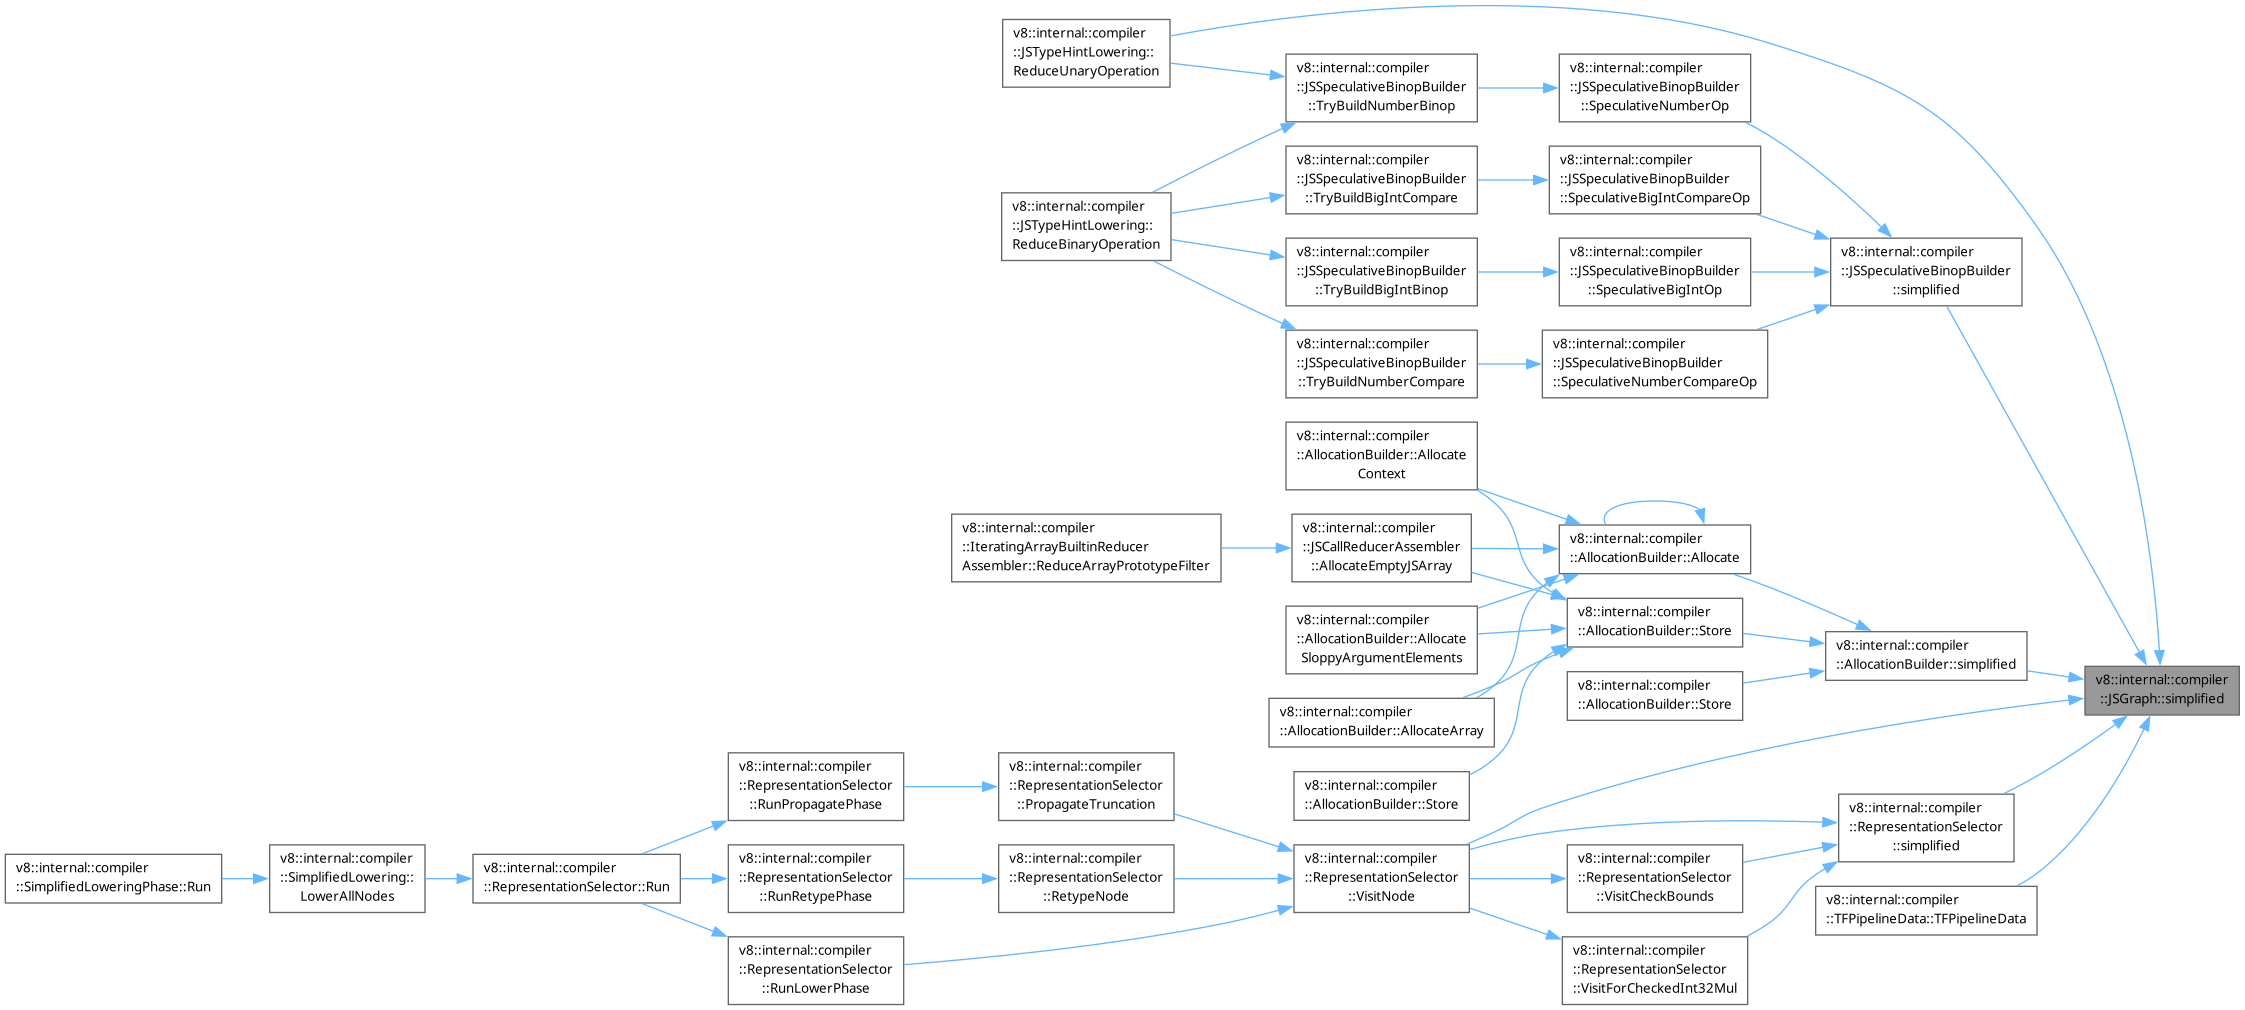 v8::internal::compiler
::JSTypeHintLowering::
ReduceUnaryOperation
v8::internal::compiler
::JSSpeculativeBinopBuilder
::TryBuildNumberBinop
v8::internal::compiler
::JSSpeculativeBinopBuilder
::SpeculativeNumberOp
v8::internal::compiler
::JSSpeculativeBinopBuilder
::TryBuildBigIntCompare
v8::internal::compiler
::JSSpeculativeBinopBuilder
::SpeculativeBigIntCompareOp
v8::internal::compiler
::JSTypeHintLowering::
ReduceBinaryOperation
v8::internal::compiler
::JSSpeculativeBinopBuilder
::TryBuildBigIntBinop
v8::internal::compiler
::JSSpeculativeBinopBuilder
::SpeculativeBigIntOp
v8::internal::compiler
::JSSpeculativeBinopBuilder
::simplified
v8::internal::compiler
::JSSpeculativeBinopBuilder
::TryBuildNumberCompare
v8::internal::compiler
::JSSpeculativeBinopBuilder
::SpeculativeNumberCompareOp
v8::internal::compiler
::AllocationBuilder::Allocate
Context
v8::internal::compiler
::IteratingArrayBuiltinReducer
Assembler::ReduceArrayPrototypeFilter
v8::internal::compiler
::JSCallReducerAssembler
::AllocateEmptyJSArray
v8::internal::compiler
::AllocationBuilder::Allocate
v8::internal::compiler
::AllocationBuilder::Allocate
SloppyArgumentElements
v8::internal::compiler
::AllocationBuilder::Store
v8::internal::compiler
::AllocationBuilder::simplified
v8::internal::compiler
::JSGraph::simplified
v8::internal::compiler
::AllocationBuilder::Store
v8::internal::compiler
::AllocationBuilder::AllocateArray
v8::internal::compiler
::AllocationBuilder::Store
v8::internal::compiler
::RepresentationSelector
::RunPropagatePhase
v8::internal::compiler
::RepresentationSelector
::PropagateTruncation
v8::internal::compiler
::RepresentationSelector
::simplified
v8::internal::compiler
::SimplifiedLoweringPhase::Run
v8::internal::compiler
::SimplifiedLowering::
LowerAllNodes
v8::internal::compiler
::RepresentationSelector::Run
v8::internal::compiler
::RepresentationSelector
::RunRetypePhase
v8::internal::compiler
::RepresentationSelector
::RetypeNode
v8::internal::compiler
::RepresentationSelector
::VisitNode
v8::internal::compiler
::RepresentationSelector
::VisitCheckBounds
v8::internal::compiler
::TFPipelineData::TFPipelineData
v8::internal::compiler
::RepresentationSelector
::RunLowerPhase
v8::internal::compiler
::RepresentationSelector
::VisitForCheckedInt32Mul